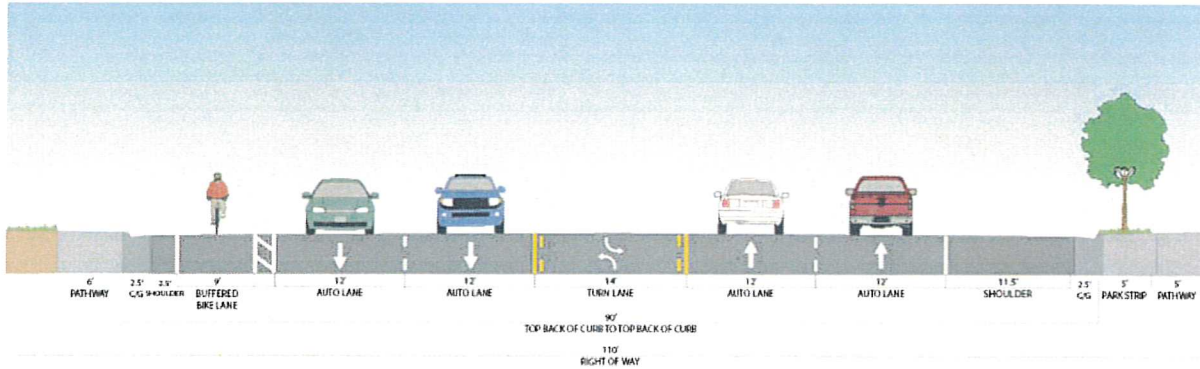 6' 2.5' 2.5' 9' 12' 12' 14' 12' 12' 11.5' 2.5' 5' 5'
PATHWAY C/G SHOULDER BUFFERED AUTO LANE AUTO LANE TURN LANE AUTO LANE AUTO LANE SHOULDER C/G PARK STRIP PATHWAY
BIKE LANE
90'
TOP BACK OF CURB TO TOP BACK OF CURB
110'
RIGHT OF WAY